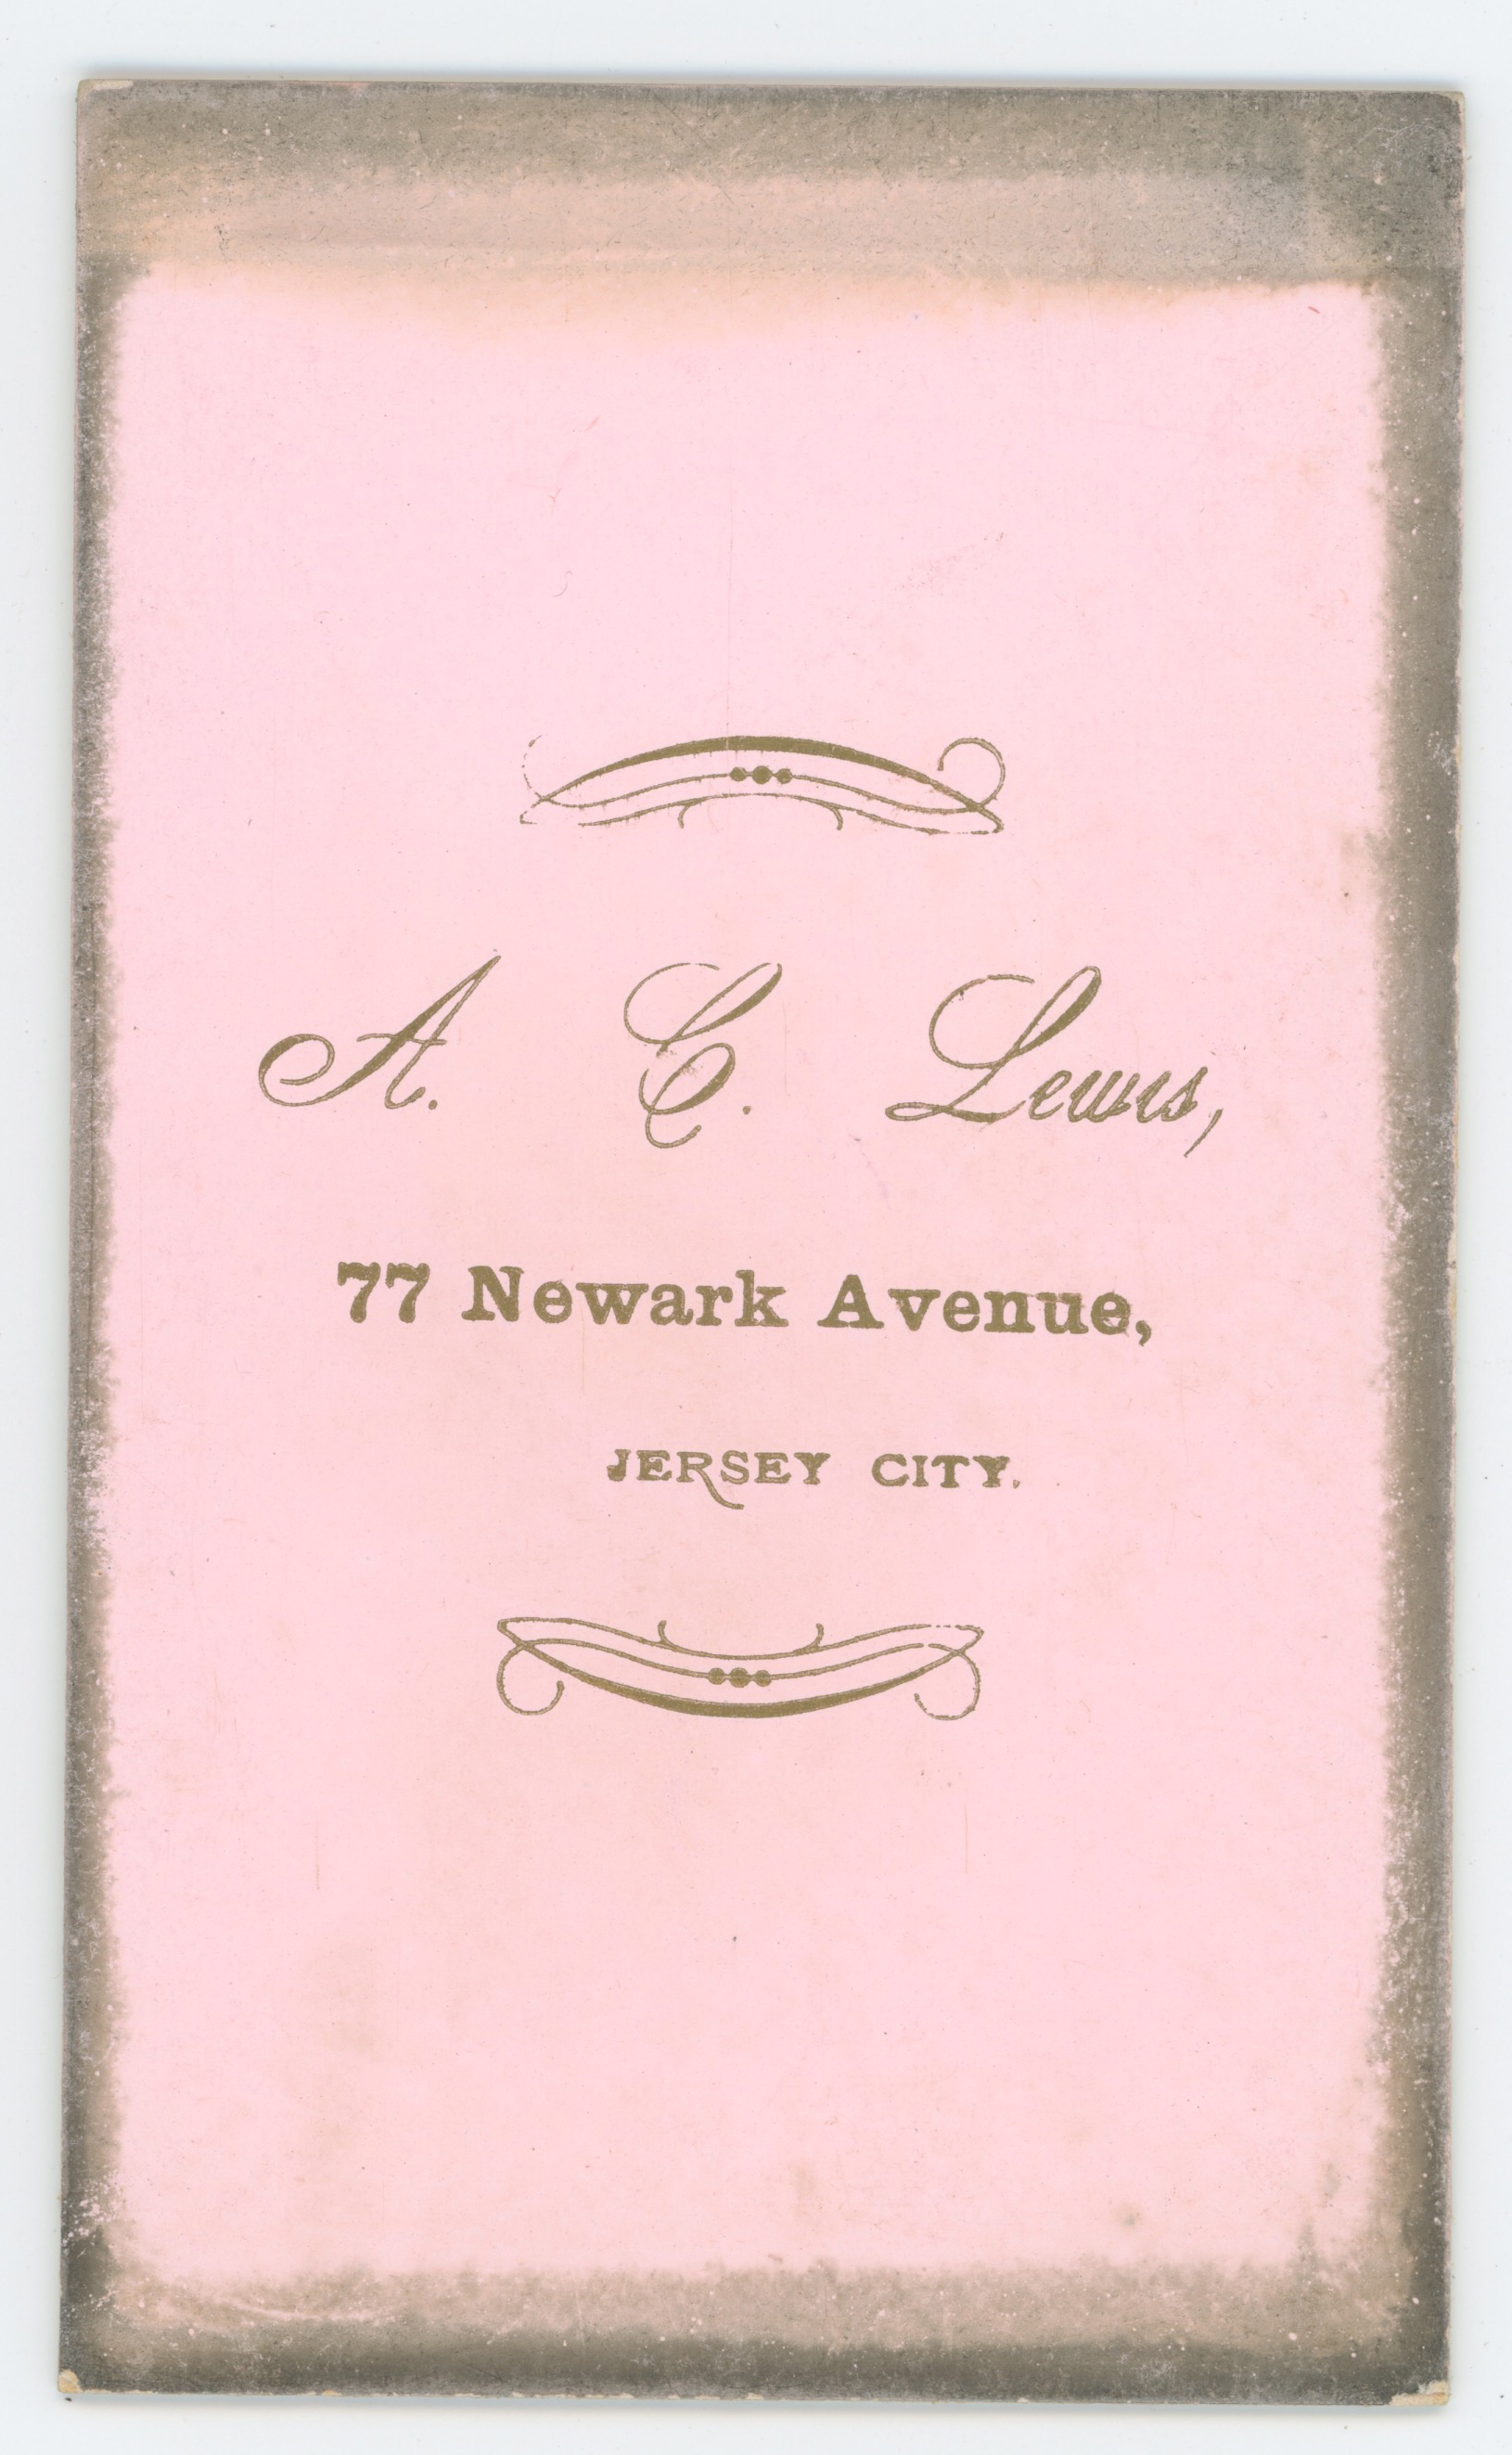 A. C. Lewis,
77 Newark Avenue,
JERSEY CITY.